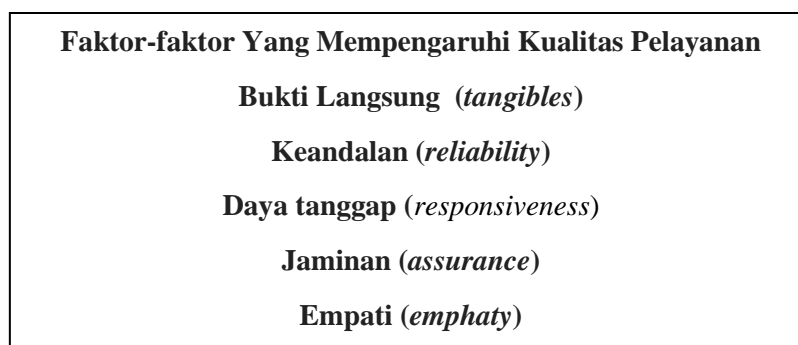 Faktor-faktor Yang Mempengaruhi Kualitas Pelayanan
Bukti Langsung (tangibles)
Keandalan (reliability)
Daya tanggap (responsiveness)
Jaminan (assurance)
Empati (emphaty)